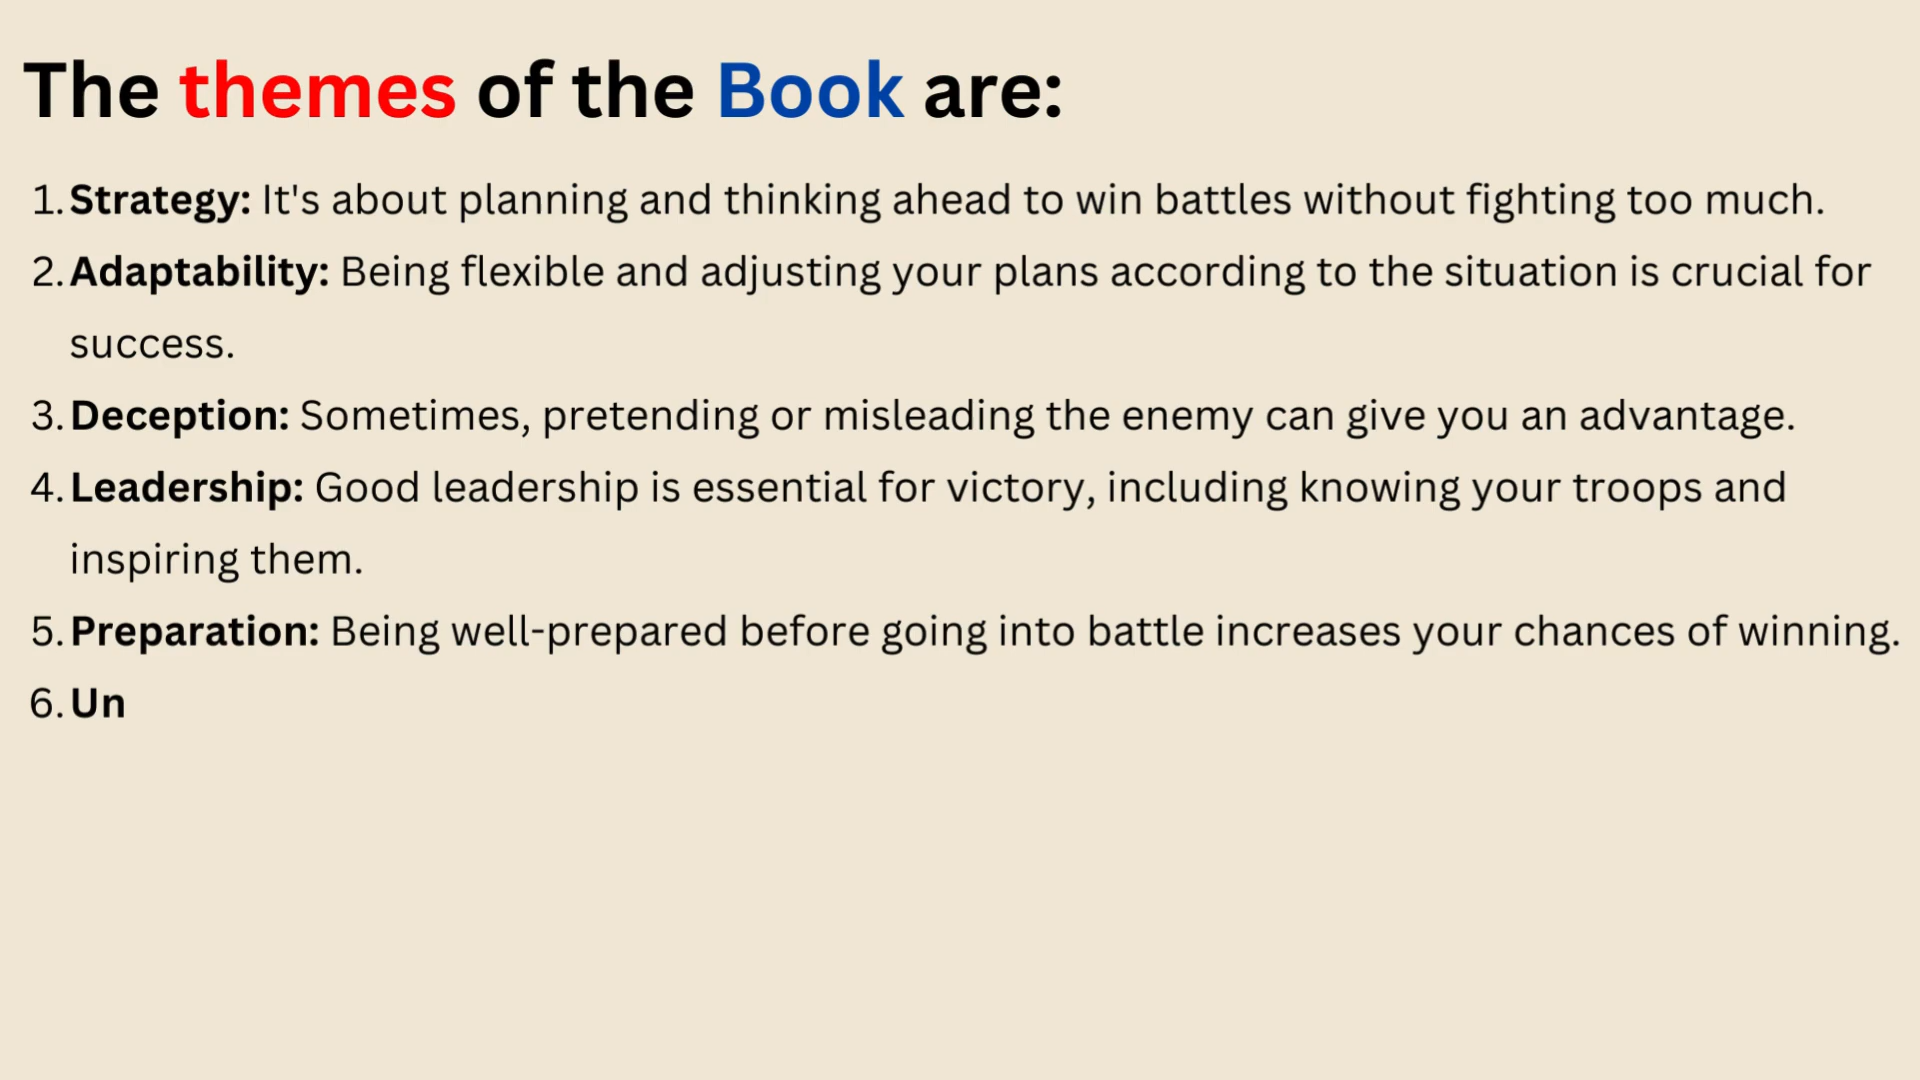 The themes of the Book are:
1. Strategy: It's about planning and thinking ahead to win battles without fighting too much.
2. Adaptability: Being flexible and adjusting your plans according to the situation is crucial for
success.
3. Deception: Sometimes, pretending or misleading the enemy can give you an advantage.
4. Leadership: Good leadership is essential for victory, including knowing your troops and
inspiring them.
5. Preparation: Being well-prepared before going into battle increases your chances of winning.
6. Un